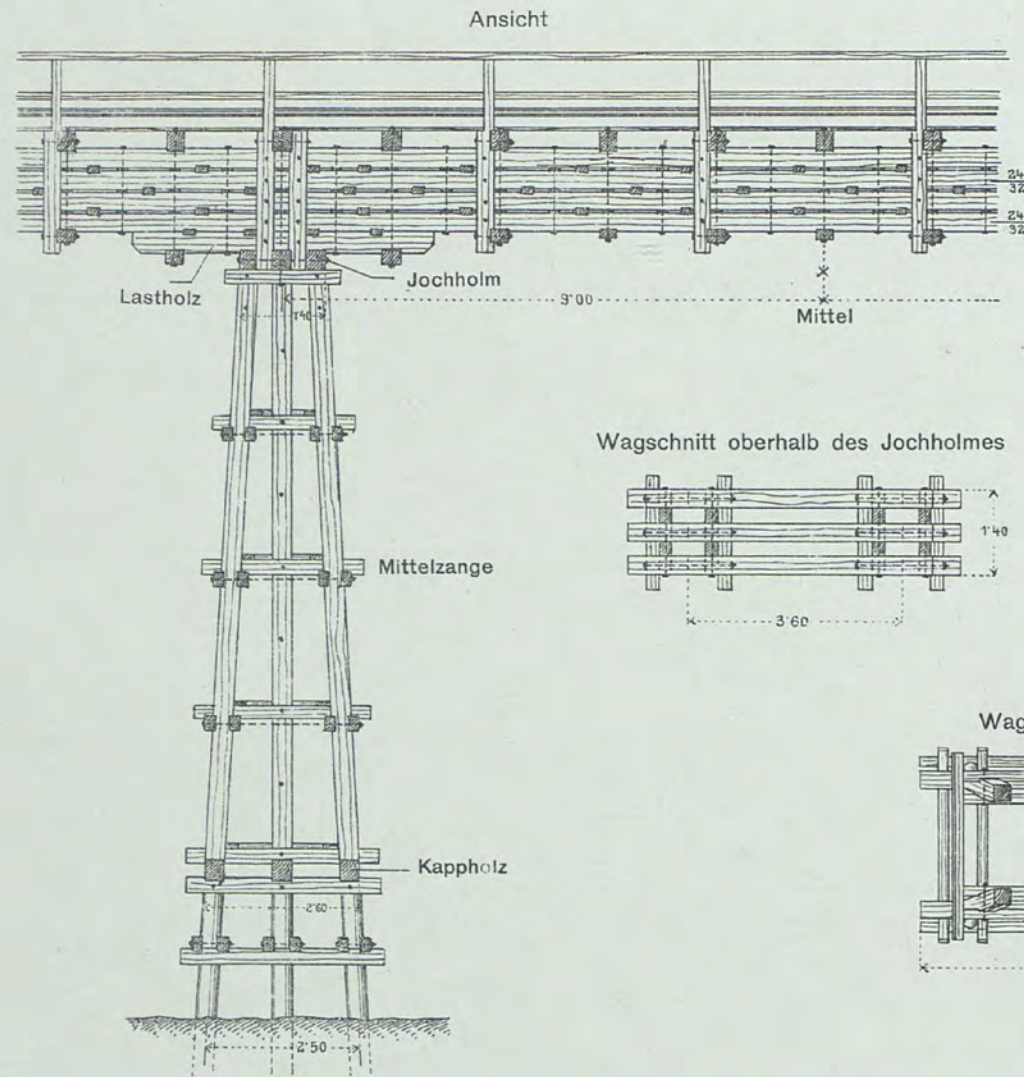 Ansicht
24
32
24
32
Lastholz
Jochholm
9·00
1·40
Mittel
Wagschnitt oberhalb des Jochholmes
1·40
Mittelzange
3·60
Wag
Kappholz
2·60
2·50